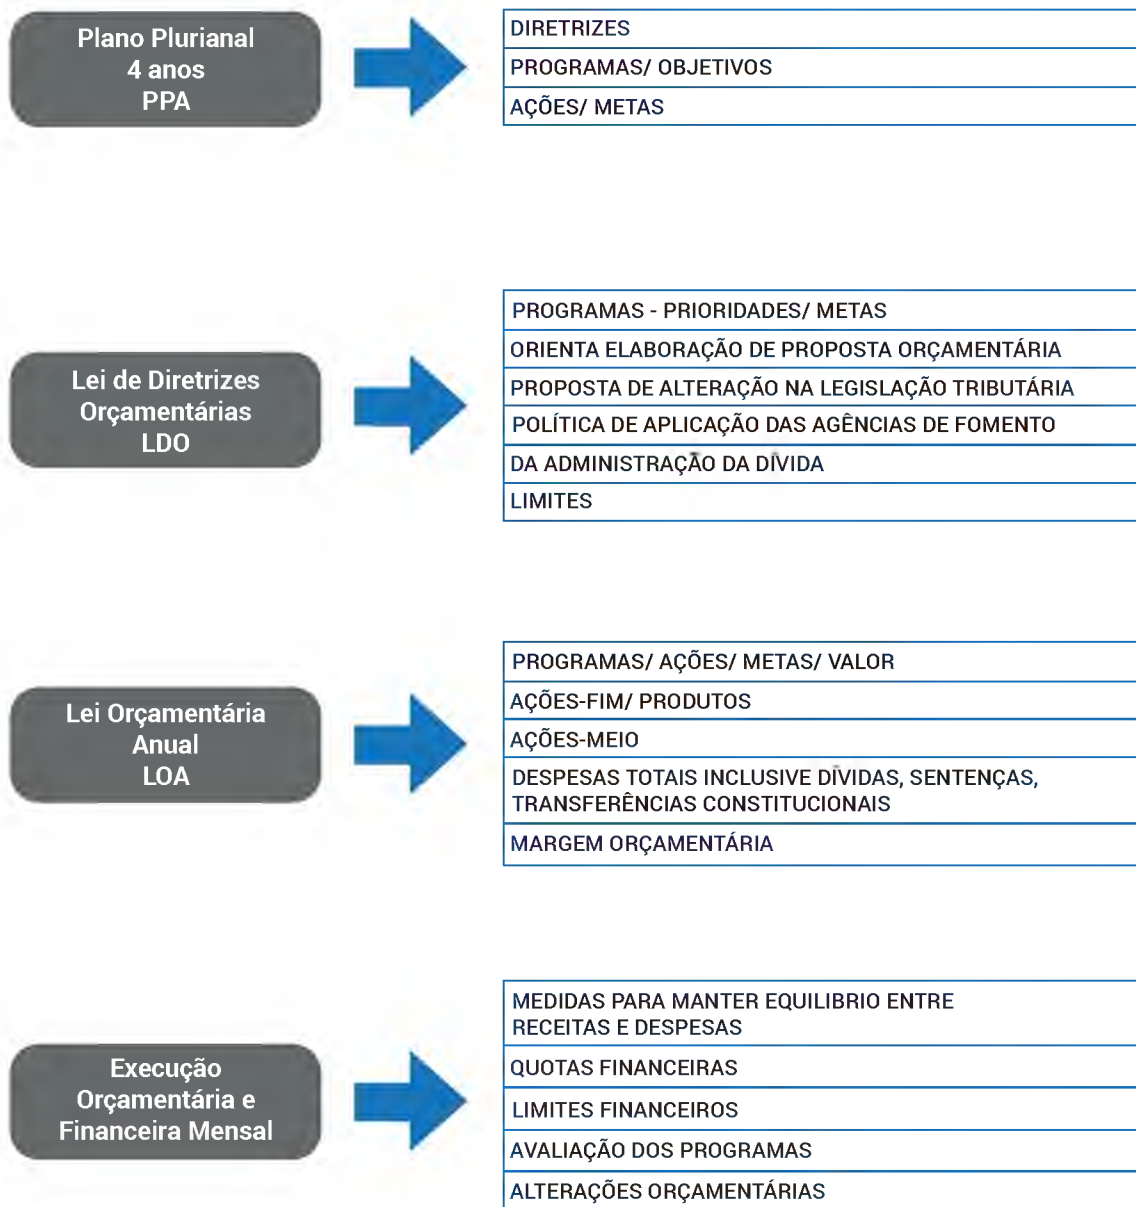 Plano Plurianal
4 anos
PPA
DIRETRIZES
PROGRAMAS/ OBJETIVOS
AÇÕES/ METAS
Lei de Diretrizes
Orçamentárias
LDO
PROGRAMAS - PRIORIDADES/ METAS
ORIENTA ELABORAÇÃO DE PROPOSTA ORÇAMENTÁRIA
PROPOSTA DE ALTERAÇÃO NA LEGISLAÇÃO TRIBUTÁRIA
POLÍTICA DE APLICAÇÃO DAS AGÊNCIAS DE FOMENTO
DA ADMINISTRAÇÃO DA DÍVIDA
LIMITES
Lei Orçamentária
Anual
LOA
PROGRAMAS/ AÇÕES/ METAS/ VALOR
AÇÕES-FIM/ PRODUTOS
AÇÕES-MEIO
DESPESAS TOTAIS INCLUSIVE DÍVIDAS, SENTENÇAS,
TRANSFERÊNCIAS CONSTITUCIONAIS
MARGEM ORÇAMENTÁRIA
Execução
Orçamentária e
Financeira Mensal
MEDIDAS PARA MANTER EQUILIBRIO ENTRE
RECEITAS E DESPESAS
QUOTAS FINANCEIRAS
LIMITES FINANCEIROS
AVALIAÇÃO DOS PROGRAMAS
ALTERAÇÕES ORÇAMENTÁRIAS